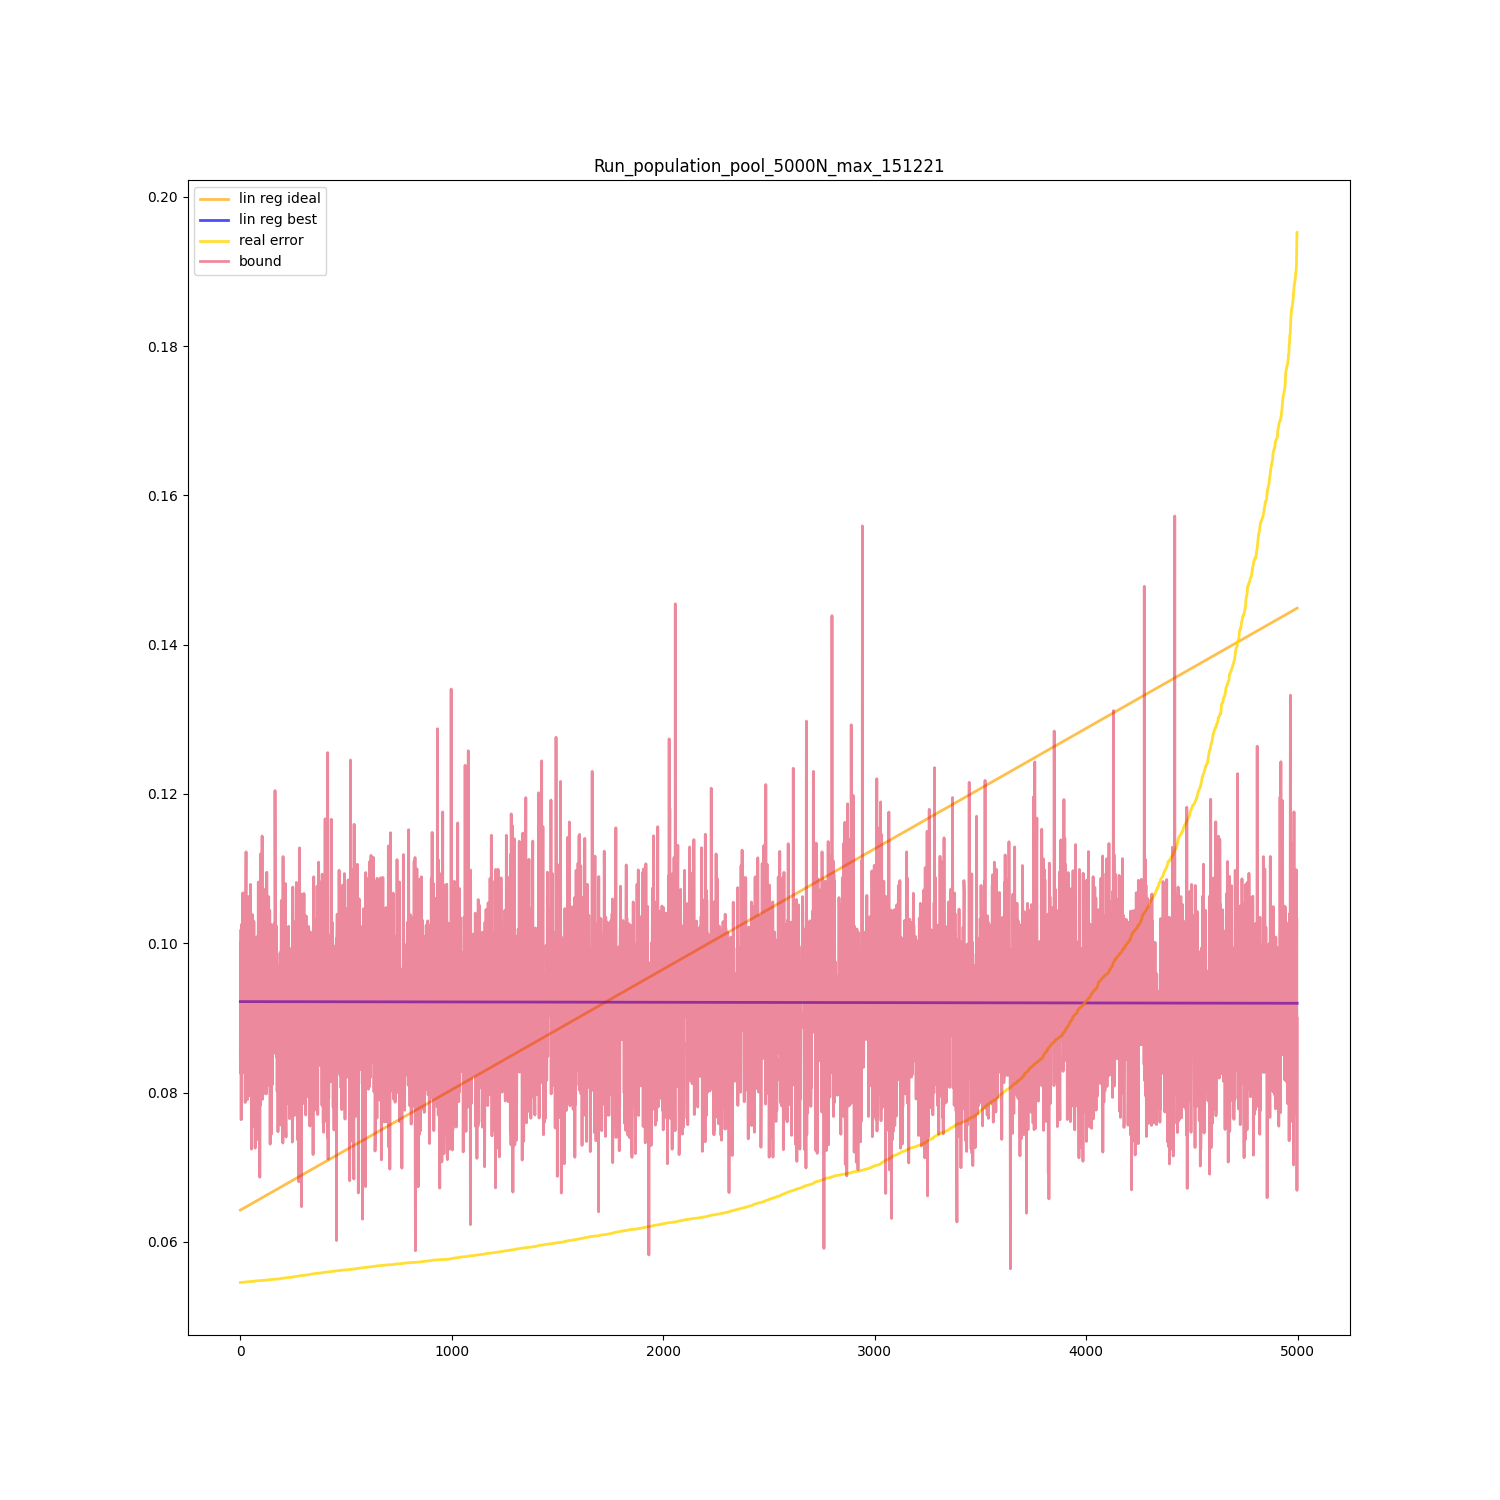 Run_population_pool_5000N_max_151221
0.20
lin reg ideal
lin reg best
real error
bound
0.18
0.16
0.14
0.12
0.10
0.08
0.06
0
1000
2000
3000
4000
5000